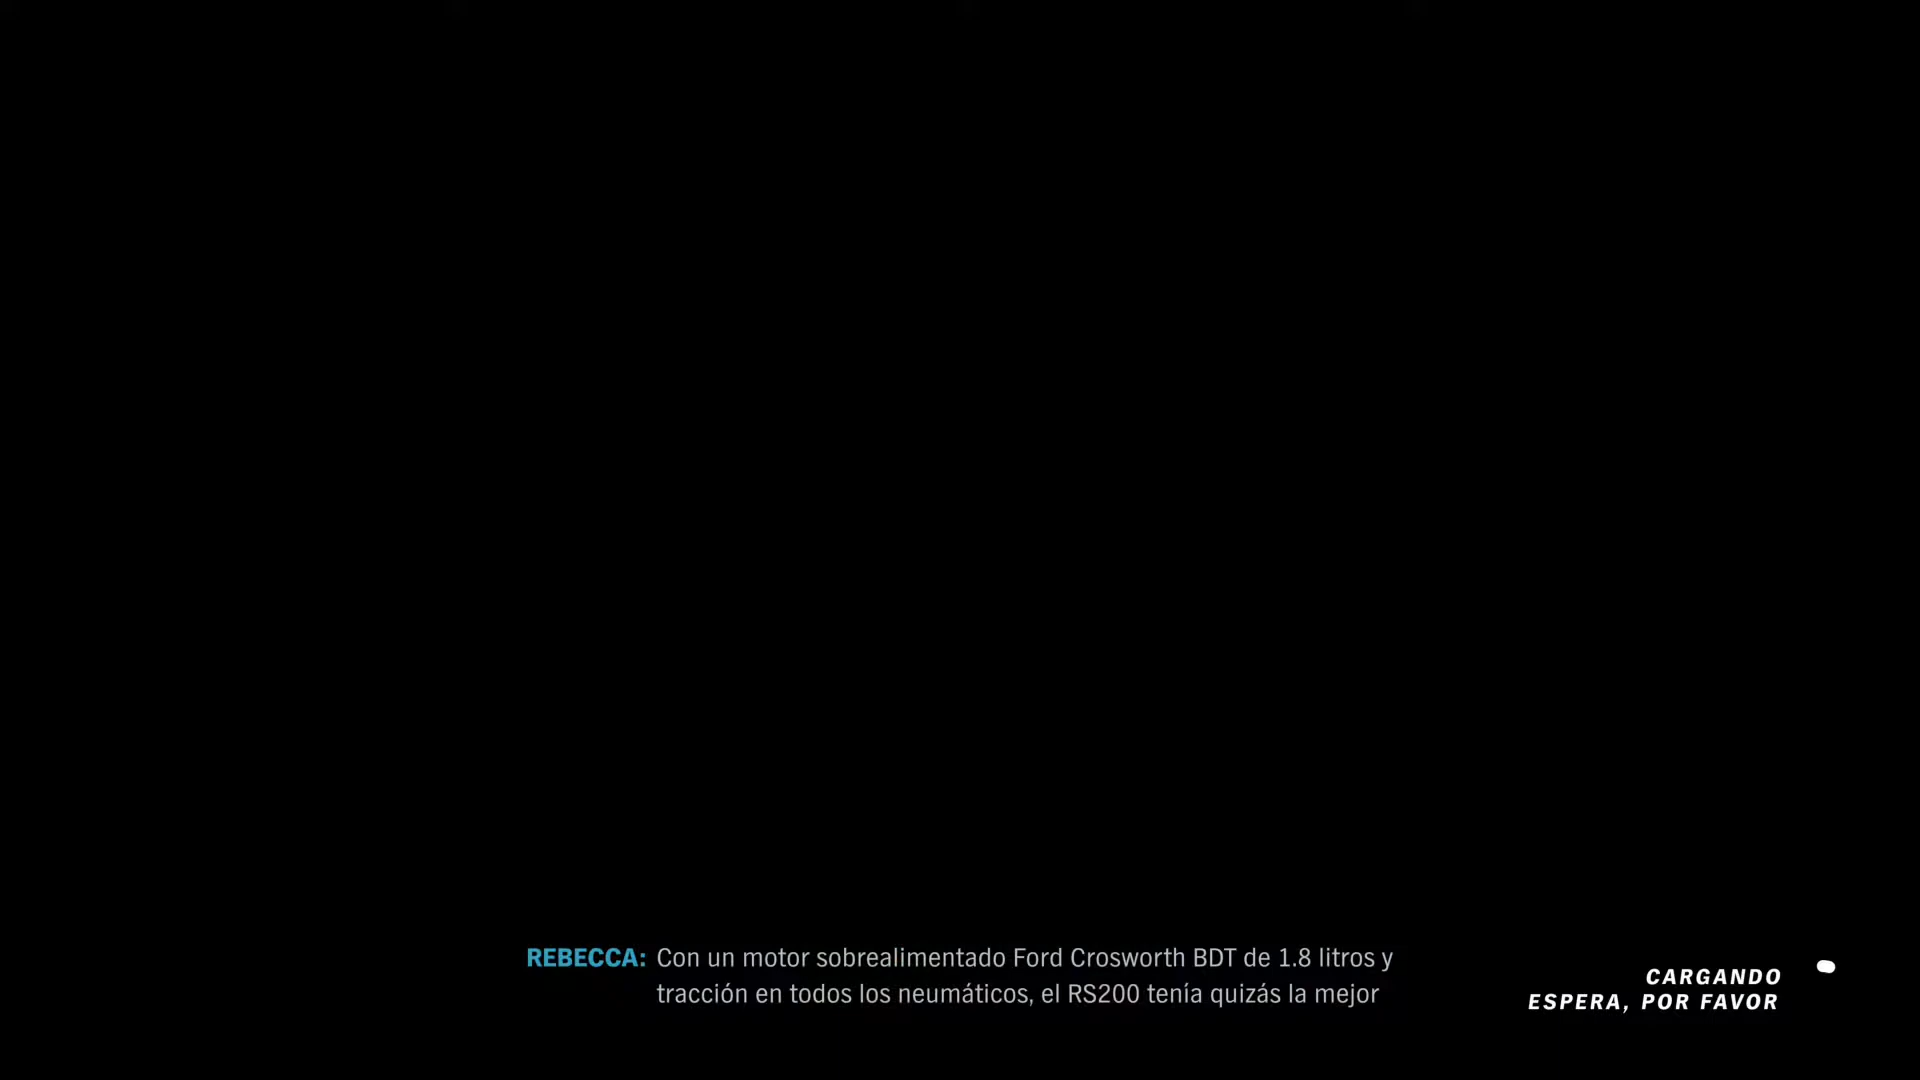 REBECCA: Con un motor sobrealimentado Ford Crosworth BDT de 1.8 litros y
tracción en todos los neumáticos, el RS200 tenía quizás la mejor
CARGANDO
ESPERA, POR FAVOR